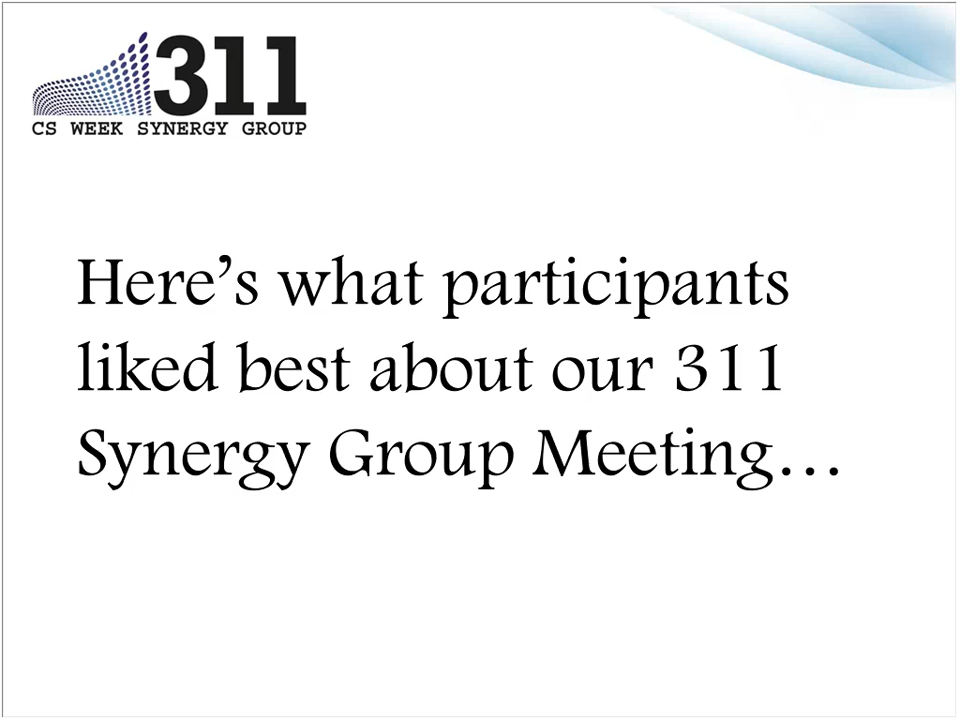 311
CS WEEK SYNERGY GROUP
Here’s what participants
liked best about our 311
Synergy Group Meeting…